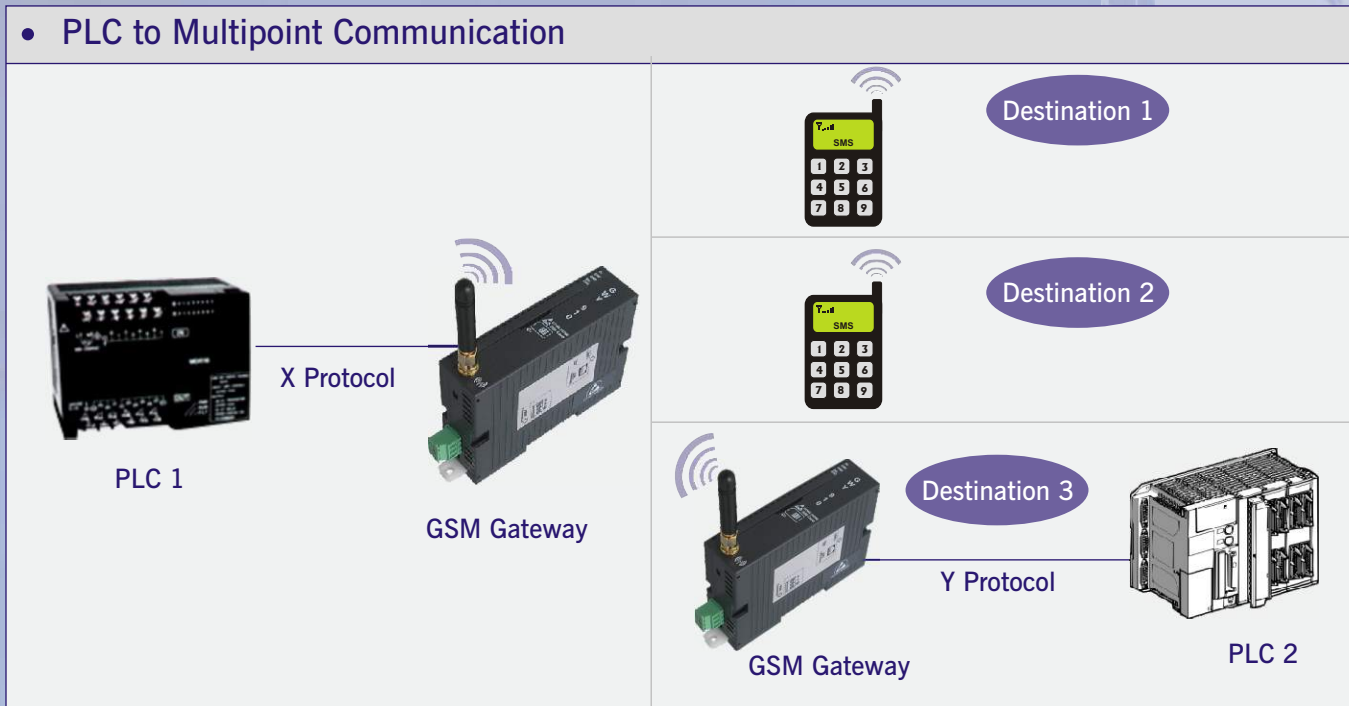 • PLC to Multipoint Communication
X Protocol
PLC 1
GSM Gateway
SMS
1 2 3
4 5 6
7 8 9
Destination 1
SMS
1 2 3
4 5 6
7 8 9
Destination 2
Destination 3
Y Protocol
GSM Gateway
PLC 2